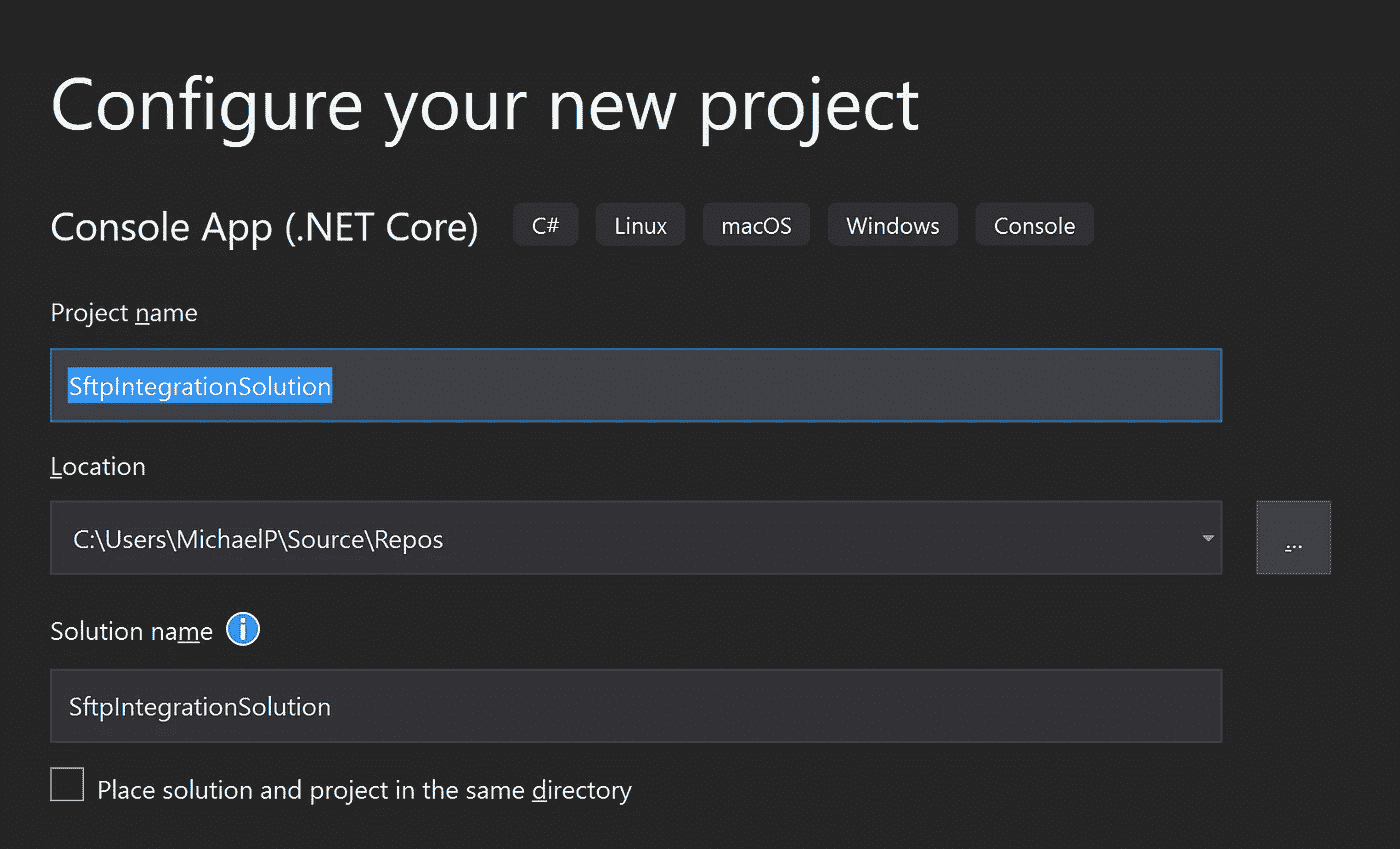 Configure your new project
Console App (.NET Core) C# Linux macOS Windows Console
Project name
SftpIntegrationSolution
Location
C:\Users\MichaelP\Source\Repos
...
Solution name
SftpIntegrationSolution
Place solution and project in the same directory